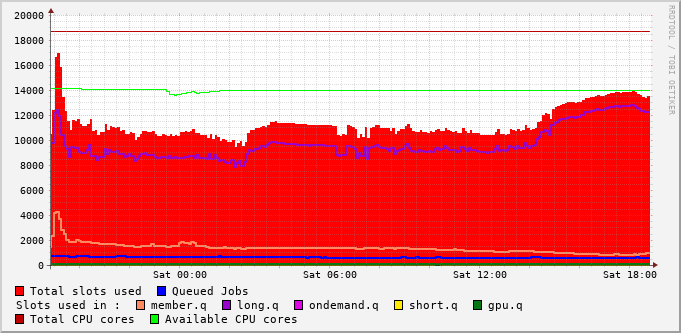 20000
18000
16000
14000
12000
10000
8000
6000
4000
2000
0
Sat 00:00 Sat 06:00 Sat 12:00 Sat 18:00
Total slots used Queued Jobs
Slots used in : member.q long.q ondemand.q short.q gpu.q
Total CPU cores Available CPU cores
RRDTOOL / TOBI OETIKER